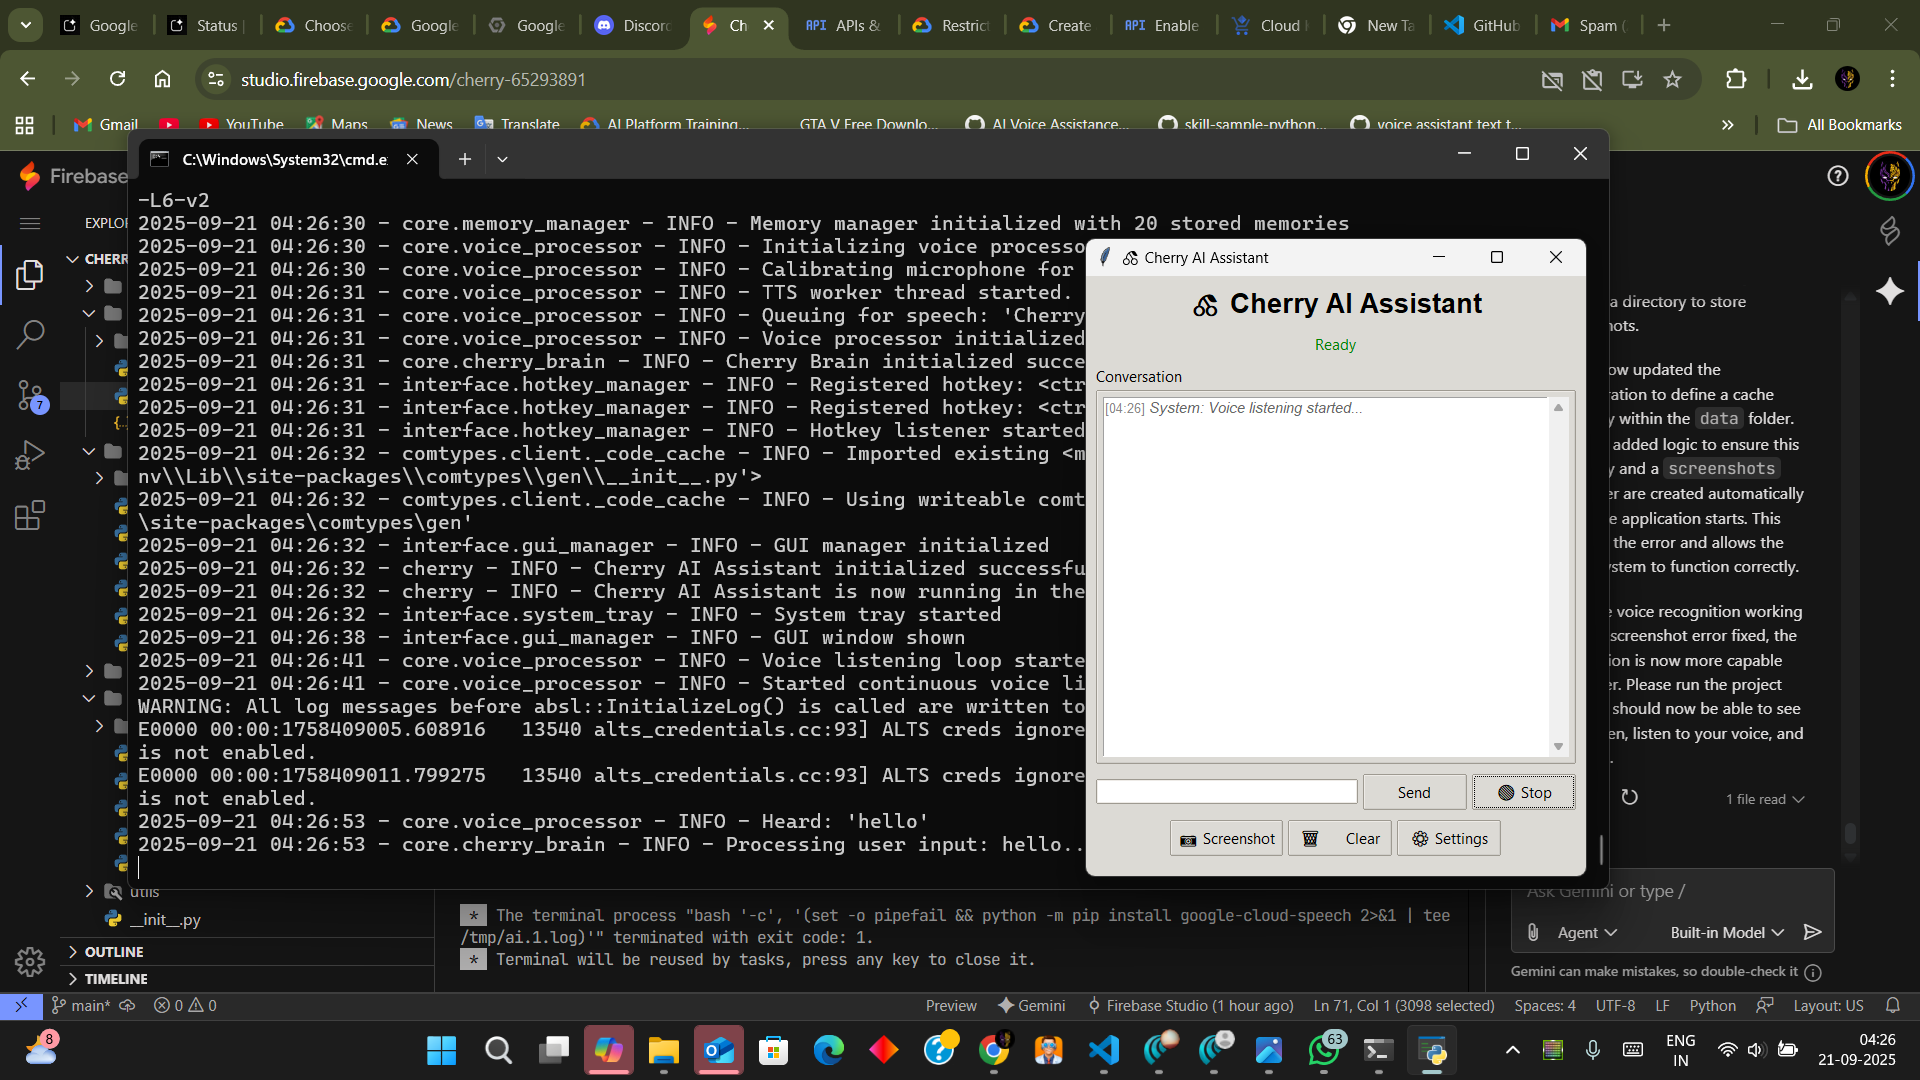 Google
Status
Choose
Google
Google
Discord
Ch
APIs &
Restric
Create
Enable
Cloud
New Ta
GitHub
Spam (
studio.firebase.google.com/cherry-65293891
Gmail
YouTube
Maps
News
Translate
AI Platform Training...
GTA V Free Downlo...
AI Voice Assistance...
skill-sample-python...
voice assistant text t...
All Bookmarks
C:\Windows\System32\cmd.e
Firebase
EXPLOR
CHERR
-L6-v2
2025-09-21 04:26:30 - core.memory_manager - INFO - Memory manager initialized with 20 stored memories
2025-09-21 04:26:30 - core.voice_processor - INFO - Initializing voice processo
2025-09-21 04:26:30 - core.voice_processor - INFO - Calibrating microphone for
2025-09-21 04:26:31 - core.voice_processor - INFO - TTS worker thread started.
2025-09-21 04:26:31 - core.voice_processor - INFO - Queuing for speech: 'Cherry
2025-09-21 04:26:31 - core.voice_processor - INFO - Voice processor initialized
2025-09-21 04:26:31 - core.cherry_brain - INFO - Cherry Brain initialized succe
2025-09-21 04:26:31 - interface.hotkey_manager - INFO - Registered hotkey: <ctr
2025-09-21 04:26:31 - interface.hotkey_manager - INFO - Registered hotkey: <ctr
2025-09-21 04:26:31 - interface.hotkey_manager - INFO - Hotkey listener started
2025-09-21 04:26:32 - comtypes.client._code_cache - INFO - Imported existing <m
nv\\Lib\\site-packages\\comtypes\\gen\\__init__.py'>
2025-09-21 04:26:32 - comtypes.client._code_cache - INFO - Using writeable comt
\site-packages\comtypes\gen'
2025-09-21 04:26:32 - interface.gui_manager - INFO - GUI manager initialized
2025-09-21 04:26:32 - cherry - INFO - Cherry AI Assistant initialized successfu
2025-09-21 04:26:32 - cherry - INFO - Cherry AI Assistant is now running in the
2025-09-21 04:26:32 - interface.system_tray - INFO - System tray started
2025-09-21 04:26:38 - interface.gui_manager - INFO - GUI window shown
2025-09-21 04:26:41 - core.voice_processor - INFO - Voice listening loop starte
2025-09-21 04:26:41 - core.voice_processor - INFO - Started continuous voice li
WARNING: All log messages before absl::InitializeLog() is called are written to
E0000 00:00:1758409005.608916   13540 alts_credentials.cc:93] ALTS creds ignore
is not enabled.
E0000 00:00:1758409011.799275   13540 alts_credentials.cc:93] ALTS creds ignore
is not enabled.
2025-09-21 04:26:53 - core.voice_processor - INFO - Heard: 'hello'
2025-09-21 04:26:53 - core.cherry_brain - INFO - Processing user input: hello..
Cherry AI Assistant
Cherry AI Assistant
Ready
Conversation
[04:26] System: Voice listening started...
Send
Stop
Screenshot
Clear
Settings
a directory to store
ots.
ow updated the
ration to define a cache
y within the data folder.
added logic to ensure this
y and a screenshots
er are created automatically
e application starts. This
the error and allows the
ystem to function correctly.
e voice recognition working
screenshot error fixed, the
ion is now more capable
er. Please run the project
should now be able to see
en, listen to your voice, and
.
1 file read
7
utils
__init__.py
OUTLINE
TIMELINE
* The terminal process "bash '-c', '(set -o pipefail && python -m pip install google-cloud-speech 2>&1 | tee
/tmp/ai.1.log)'" terminated with exit code: 1.
* Terminal will be reused by tasks, press any key to close it.
Ask Gemini or type /
Agent
Built-in Model
Gemini can make mistakes, so double-check it
main*
0
0
Preview
Gemini
Firebase Studio (1 hour ago)
Ln 71, Col 1 (3098 selected)
Spaces: 4
UTF-8
LF
Python
Layout: US
8
63
ENG
IN
04:26
21-09-2025